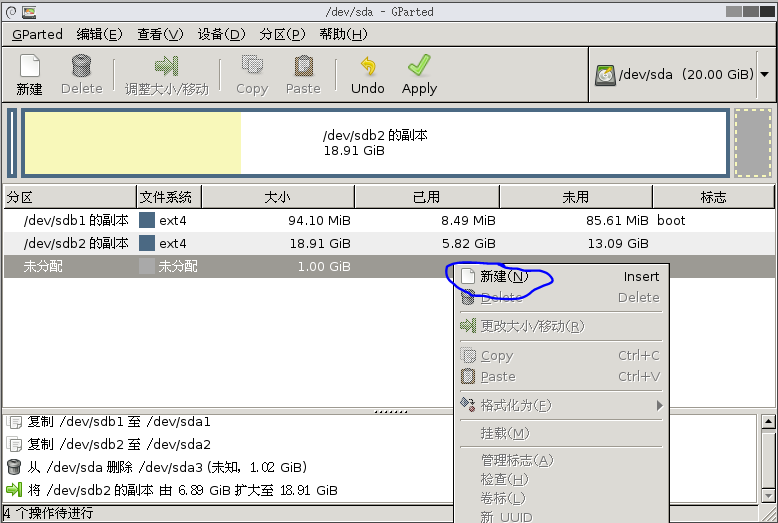 /dev/sda - GParted
GParted 编辑(E) 查看(V) 设备(D) 分区(P) 帮助(H)
新建 Delete 调整大小/移动 Copy Paste Undo Apply /dev/sda (20.00 GiB)
/dev/sdb2 的副本
18.91 GiB
分区 文件系统 大小 已用 未用 标志
/dev/sdb1 的副本 ext4 94.10 MiB 8.49 MiB 85.61 MiB boot
/dev/sdb2 的副本 ext4 18.91 GiB 5.82 GiB 13.09 GiB
未分配 未分配 1.00 GiB
新建(N) Insert
Delete Delete
更改大小/移动(R)
Copy Ctrl+C
Paste Ctrl+V
格式化为(F)
挂载(M)
管理标志(A)
检查(H)
卷标(L)
新 UUID
复制 /dev/sdb1 至 /dev/sda1
复制 /dev/sdb2 至 /dev/sda2
从 /dev/sda 删除 /dev/sda3 (未知, 1.02 GiB)
将 /dev/sdb2 的副本 由 6.89 GiB 扩大至 18.91 GiB
4 个操作待进行